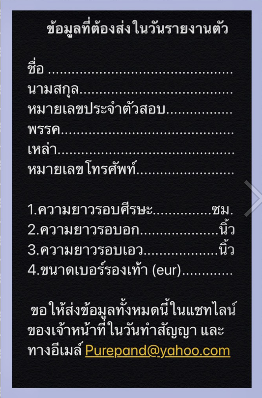 ข้อมูลที่ต้องส่งในวันรายงานตัว
ชื่อ ..............................................
นามสกุล......................................
หมายเลขประจำตัวสอบ.................
พรรค...........................................
เหล่า............................................
หมายเลขโทรศัพท์........................
1.ความยาวรอบศีรษะ...............ซม.
2.ความยาวรอบอก....................นิ้ว
3.ความยาวรอบเอว...................นิ้ว
4.ขนาดเบอร์รองเท้า (eur).............
ขอให้ส่งข้อมูลทั้งหมดนี้ในแชทไลน์
ของเจ้าหน้าที่ในวันทำสัญญา และ
ทางอีเมล์ Purepand@yahoo.com